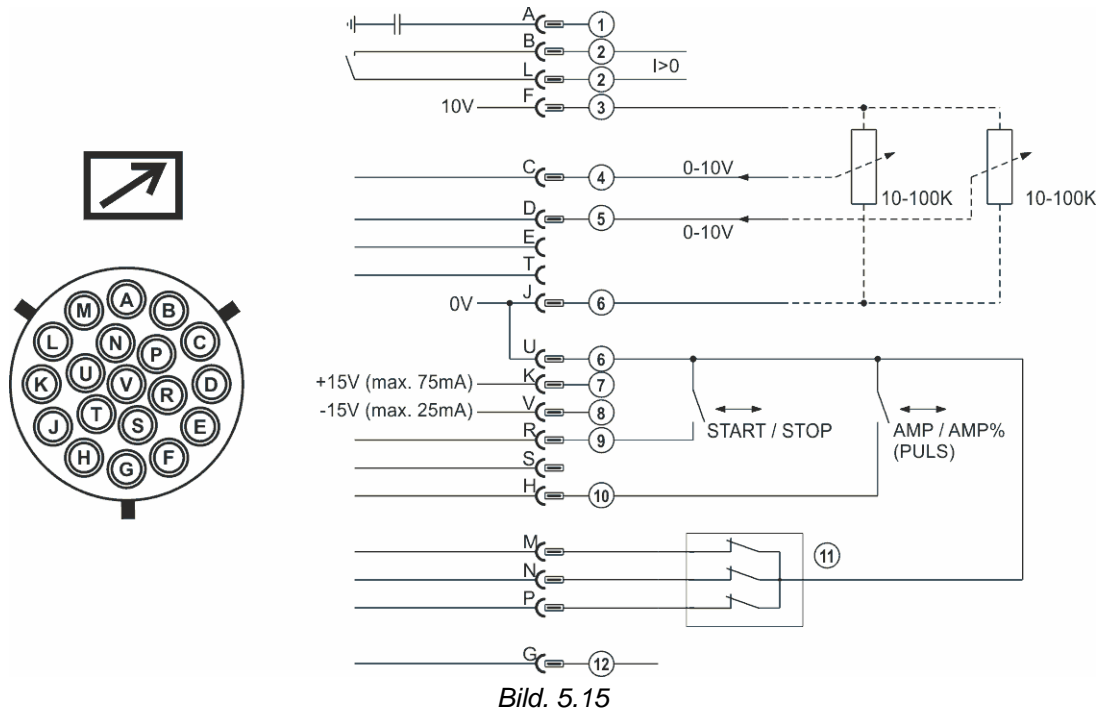 A 1
B 2
L 2 I>0
10V F 3
C 4 0-10V
10-100K 10-100K
D 5
0-10V
E
T
0V J 6
U 6
+15V (max. 75mA) K 7
-15V (max. 25mA) V 8
R 9
START / STOP AMP / AMP%
(PULS)
S
H 10
M 11
N
P
G 12
M A B
L N P C
K U V R D
J T S E
H G F
Bild. 5.15